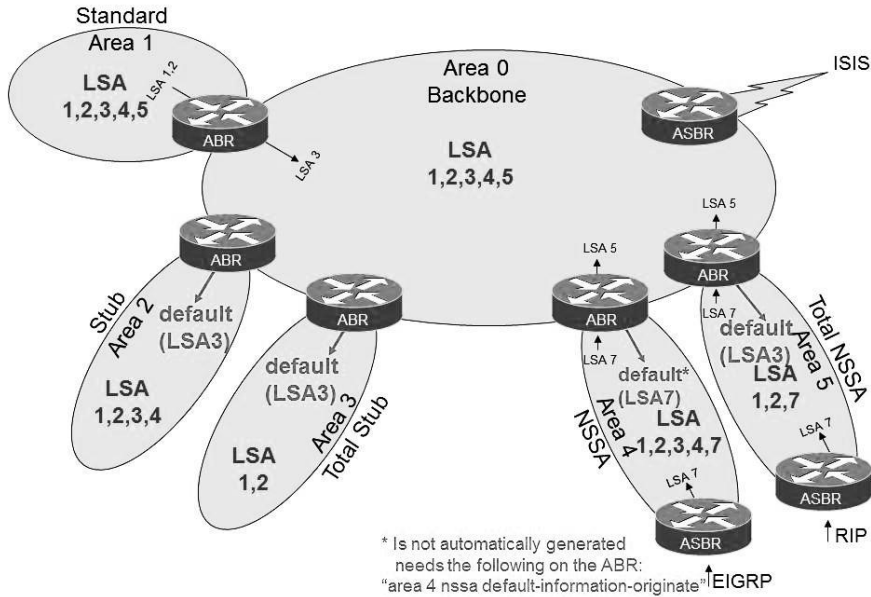 Standard
Area 1
LSA
1,2,3,4,5
LSA 1,2
ABR
LSA 3
Area 0
Backbone
LSA
1,2,3,4,5
ASBR
ISIS
ABR
default
(LSA3)
Stub
Area 2
LSA
1,2,3,4
ABR
default
(LSA3)
Area 3
Total Stub
LSA
1,2
LSA 5
ABR
LSA 7
default*
(LSA7)
Area 4
NSSA
LSA
1,2,3,4,7
LSA 7
ASBR
EIGRP
LSA 5
ABR
LSA 7
default
(LSA3)
Total NSSA
Area 5
LSA
1,2,7
LSA 7
ASBR
RIP
* Is not automatically generated
needs the following on the ABR:
“area 4 nssa default-information-originate”